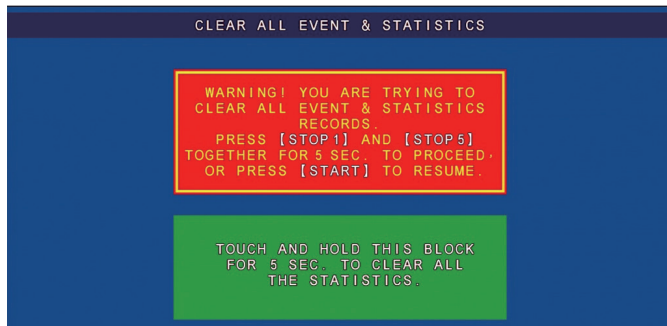 CLEAR ALL EVENT & STATISTICS
WARNING! YOU ARE TRYING TO
CLEAR ALL EVENT & STATISTICS
RECORDS.
PRESS【STOP1】AND【STOP5】
TOGETHER FOR 5 SEC. TO PROCEED,
OR PRESS【START】TO RESUME.
TOUCH AND HOLD THIS BLOCK
FOR 5 SEC. TO CLEAR ALL
THE STATISTICS.